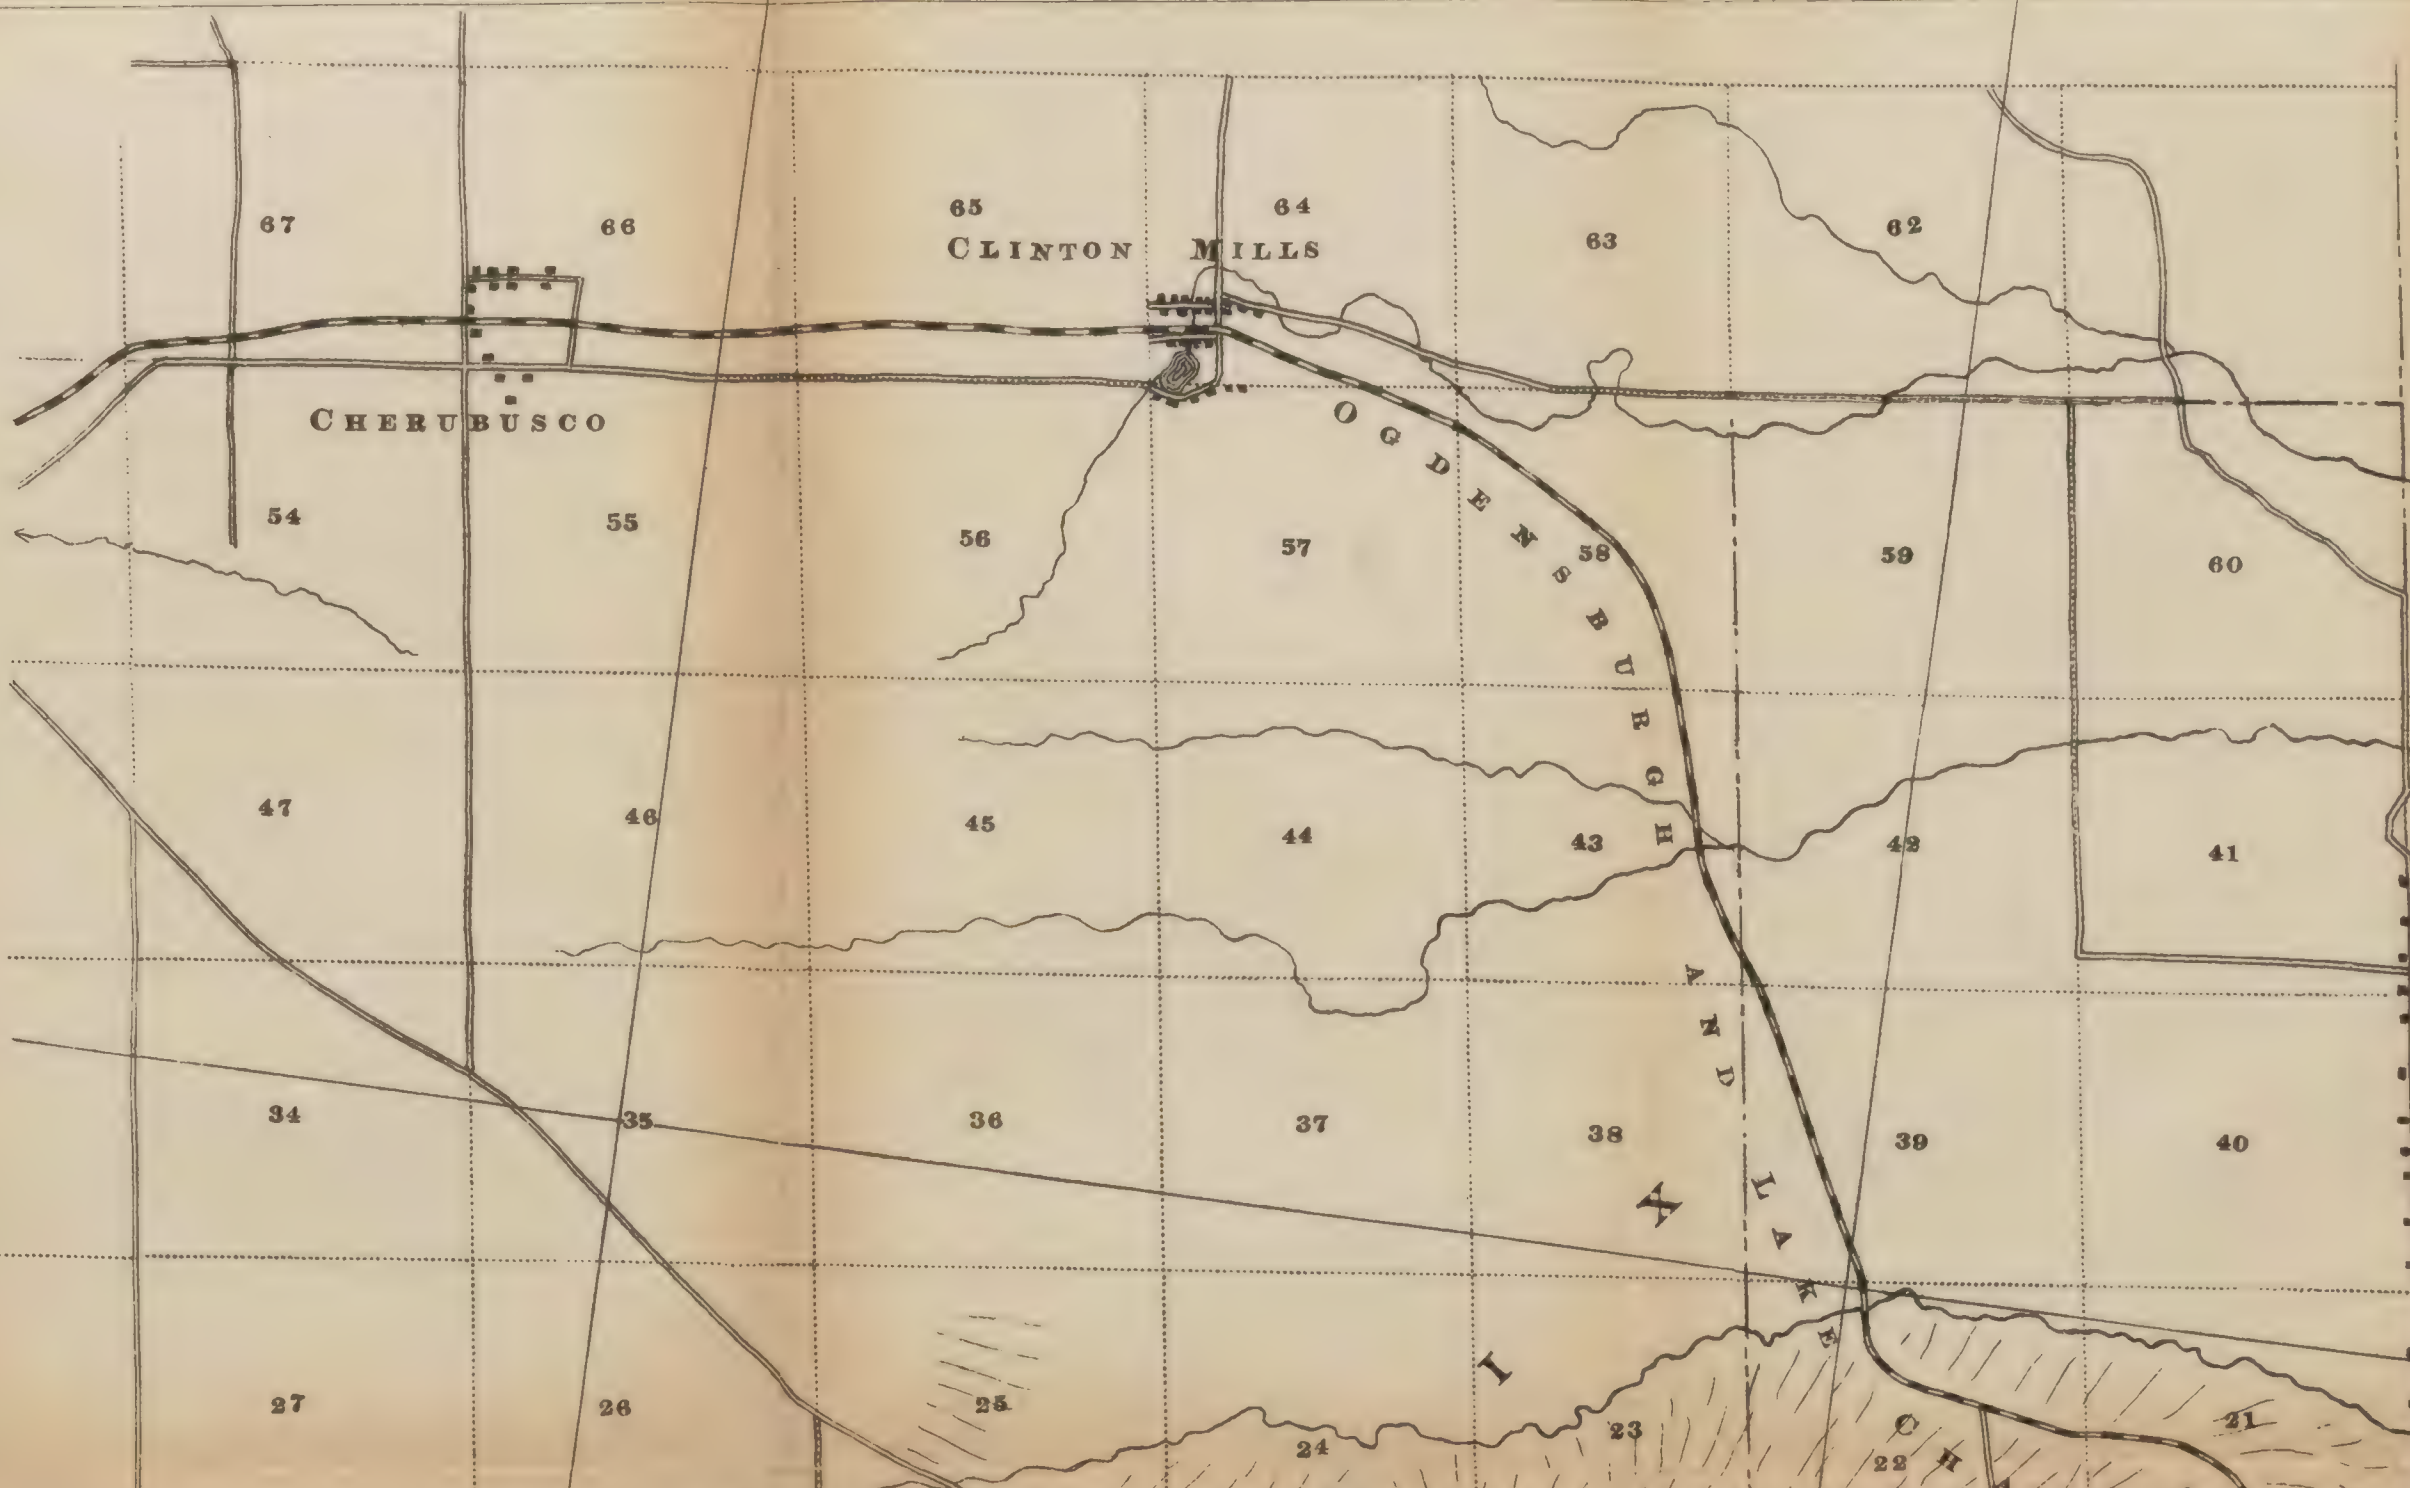 67 66 65 64 63 62
CLINTON MILLS
CHERUBUSCO
54 55 56 57 58 59 60
OGDENSBURGH AND LAKE CH
47 46 45 44 43 42 41
34 35 36 37 38 39 40
X
I
27 26 25 24 23 22 21